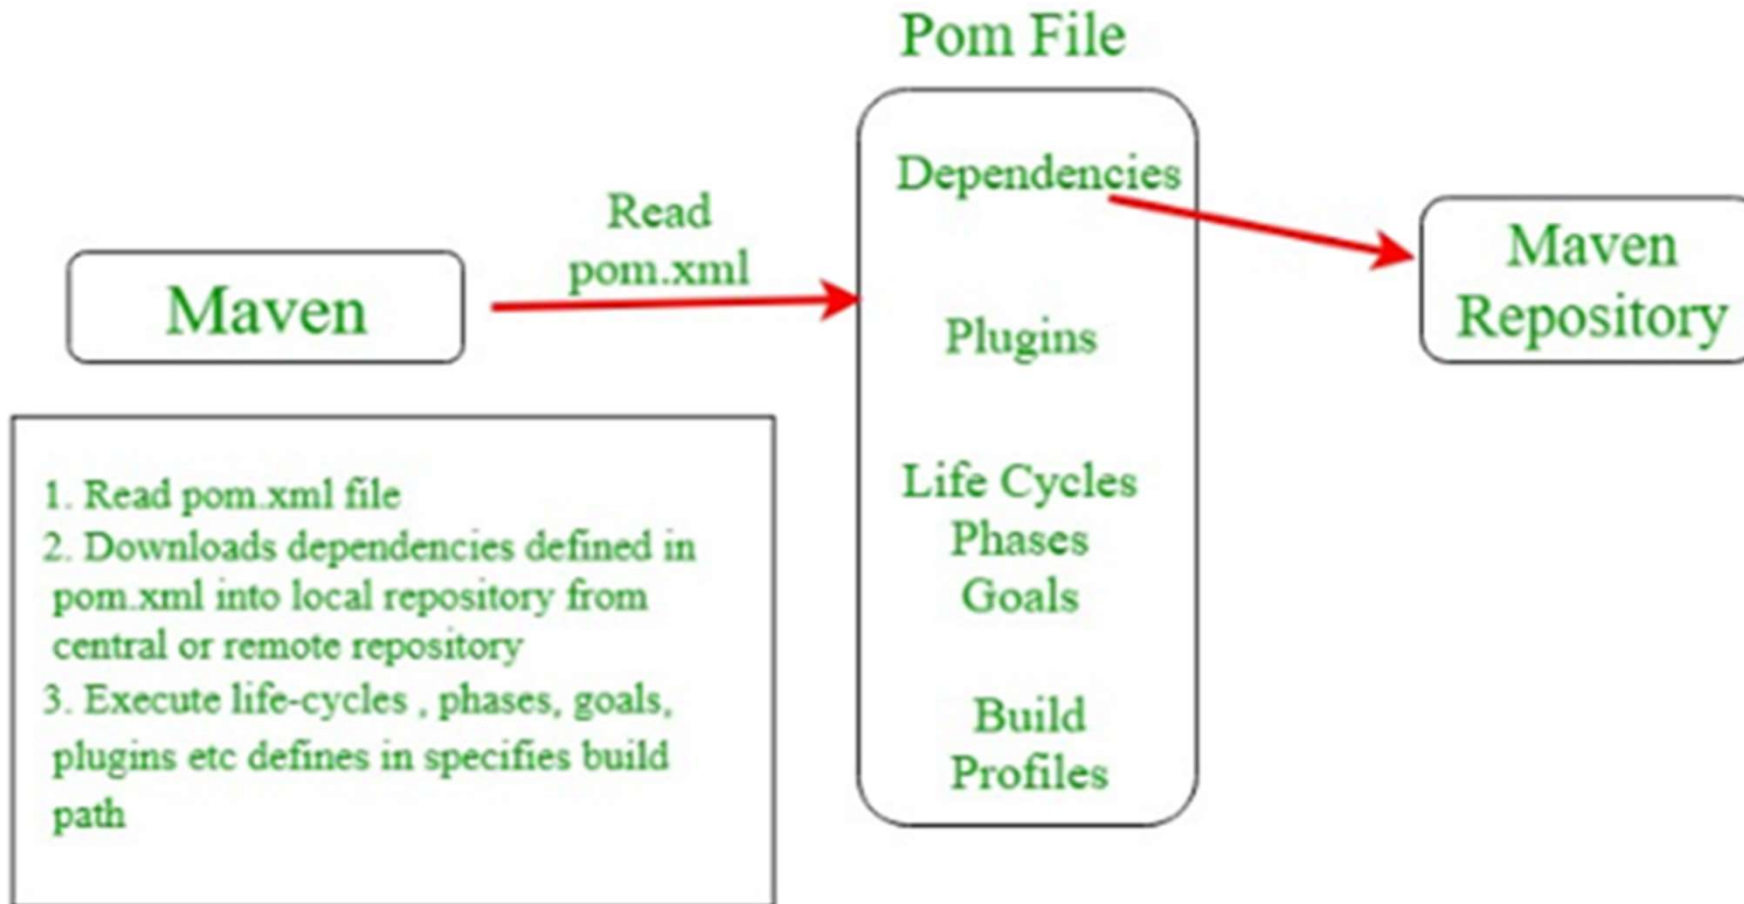 Pom File
Dependencies
Read
pom.xml
Maven
Maven
Repository
Plugins
Life Cycles
Phases
Goals
Build
Profiles
1. Read pom.xml file
2. Downloads dependencies defined in
pom.xml into local repository from
central or remote repository
3. Execute life-cycles , phases, goals,
plugins etc defines in specifies build
path